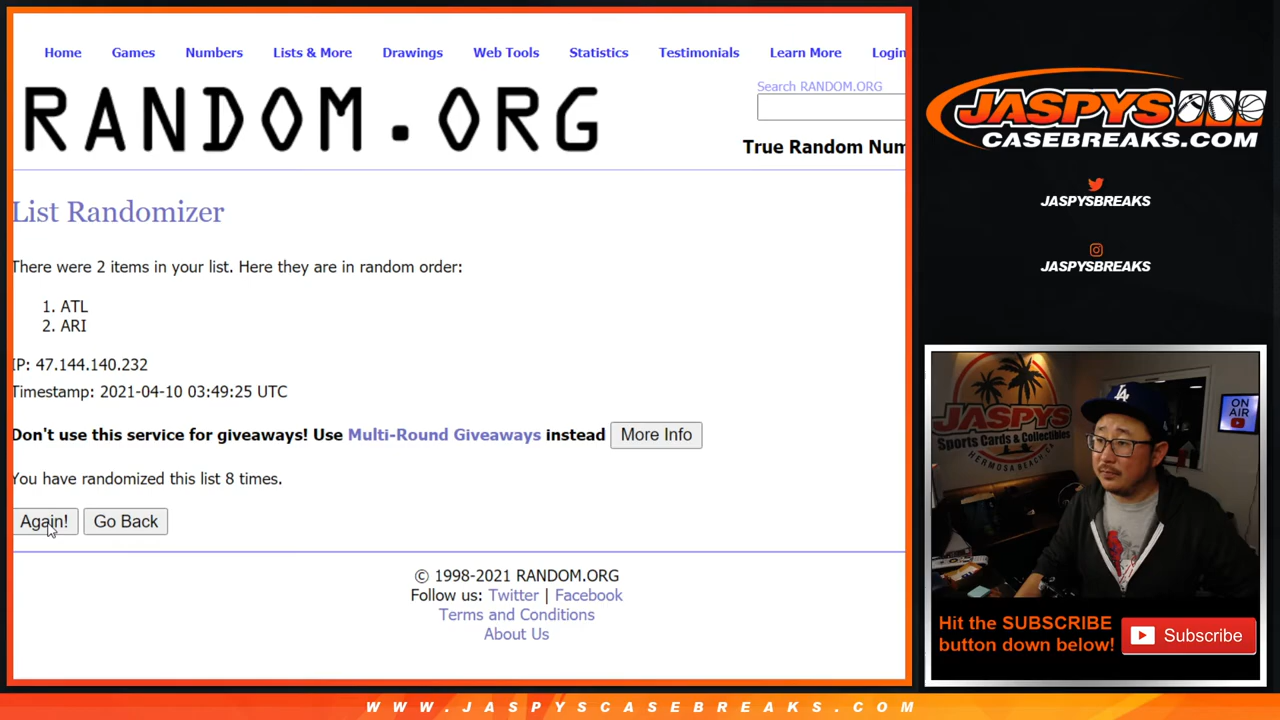 Home Games Numbers Lists & More Drawings Web Tools Statistics Testimonials Learn More Login
RANDOM.ORG
Search RANDOM.ORG
True Random Num
List Randomizer
There were 2 items in your list. Here they are in random order:
1. ATL
2. ARI
IP: 47.144.140.232
Timestamp: 2021-04-10 03:49:25 UTC
Don't use this service for giveaways! Use Multi-Round Giveaways instead More Info
You have randomized this list 8 times.
Again! Go Back
© 1998-2021 RANDOM.ORG
Follow us: Twitter | Facebook
Terms and Conditions
About Us
JASPYS
CASEBREAKS.COM
JASPYSBREAKS
JASPYSBREAKS
JASPYS
Sports Cards & Collectibles
HERMOSA BEACH, CA
LA
ON
AIR
Hit the SUBSCRIBE
button down below!
Subscribe
WWW.JASPYSCASEBREAKS.COM